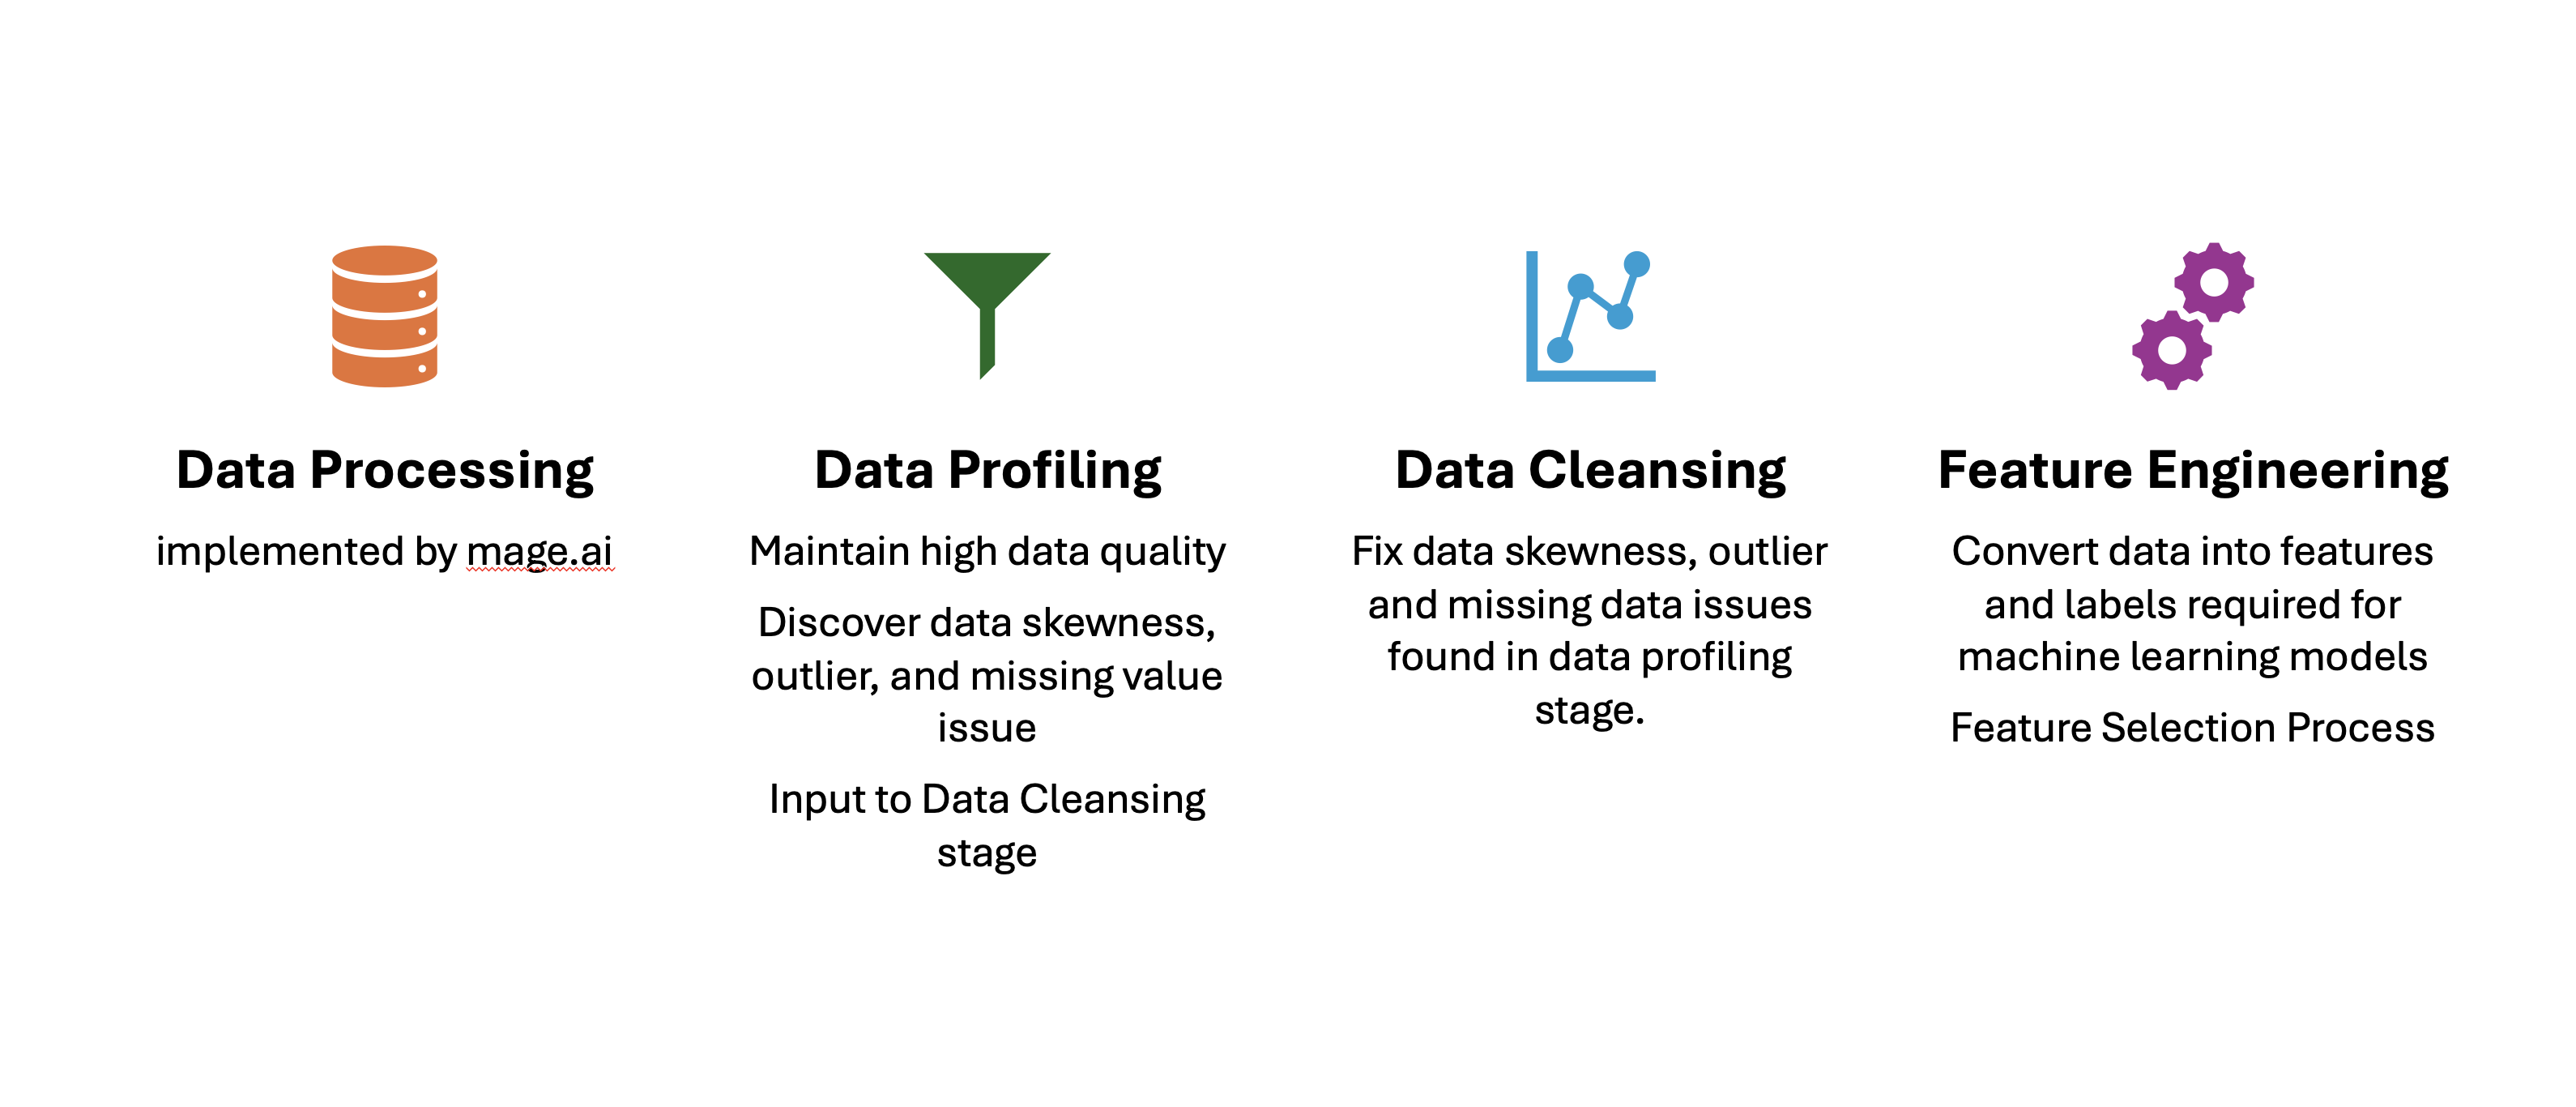 Data Processing
implemented by mage.ai
Data Profiling
Maintain high data quality
Discover data skewness,
outlier, and missing value
issue
Input to Data Cleansing
stage
Data Cleansing
Fix data skewness, outlier
and missing data issues
found in data profiling
stage.
Feature Engineering
Convert data into features
and labels required for
machine learning models
Feature Selection Process